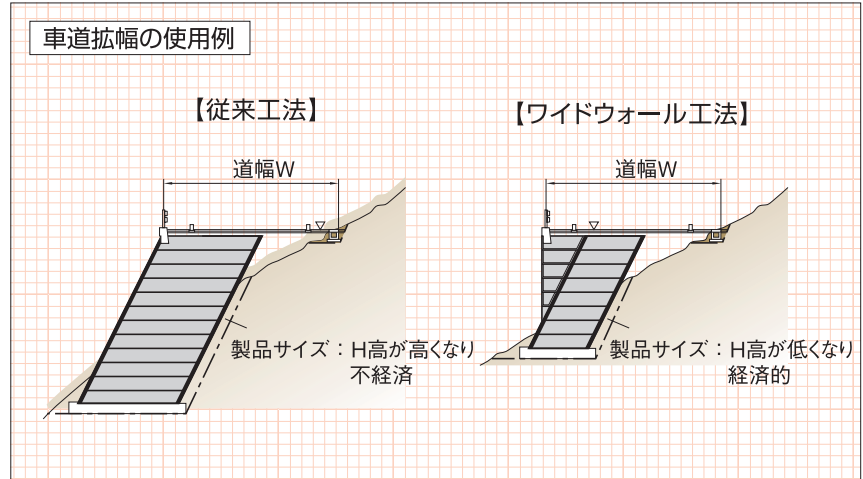 車道拡幅の使用例
【従来工法】
道幅W
製品サイズ：H高が高くなり
不経済
【ワイドウォール工法】
道幅W
製品サイズ：H高が低くなり
経済的